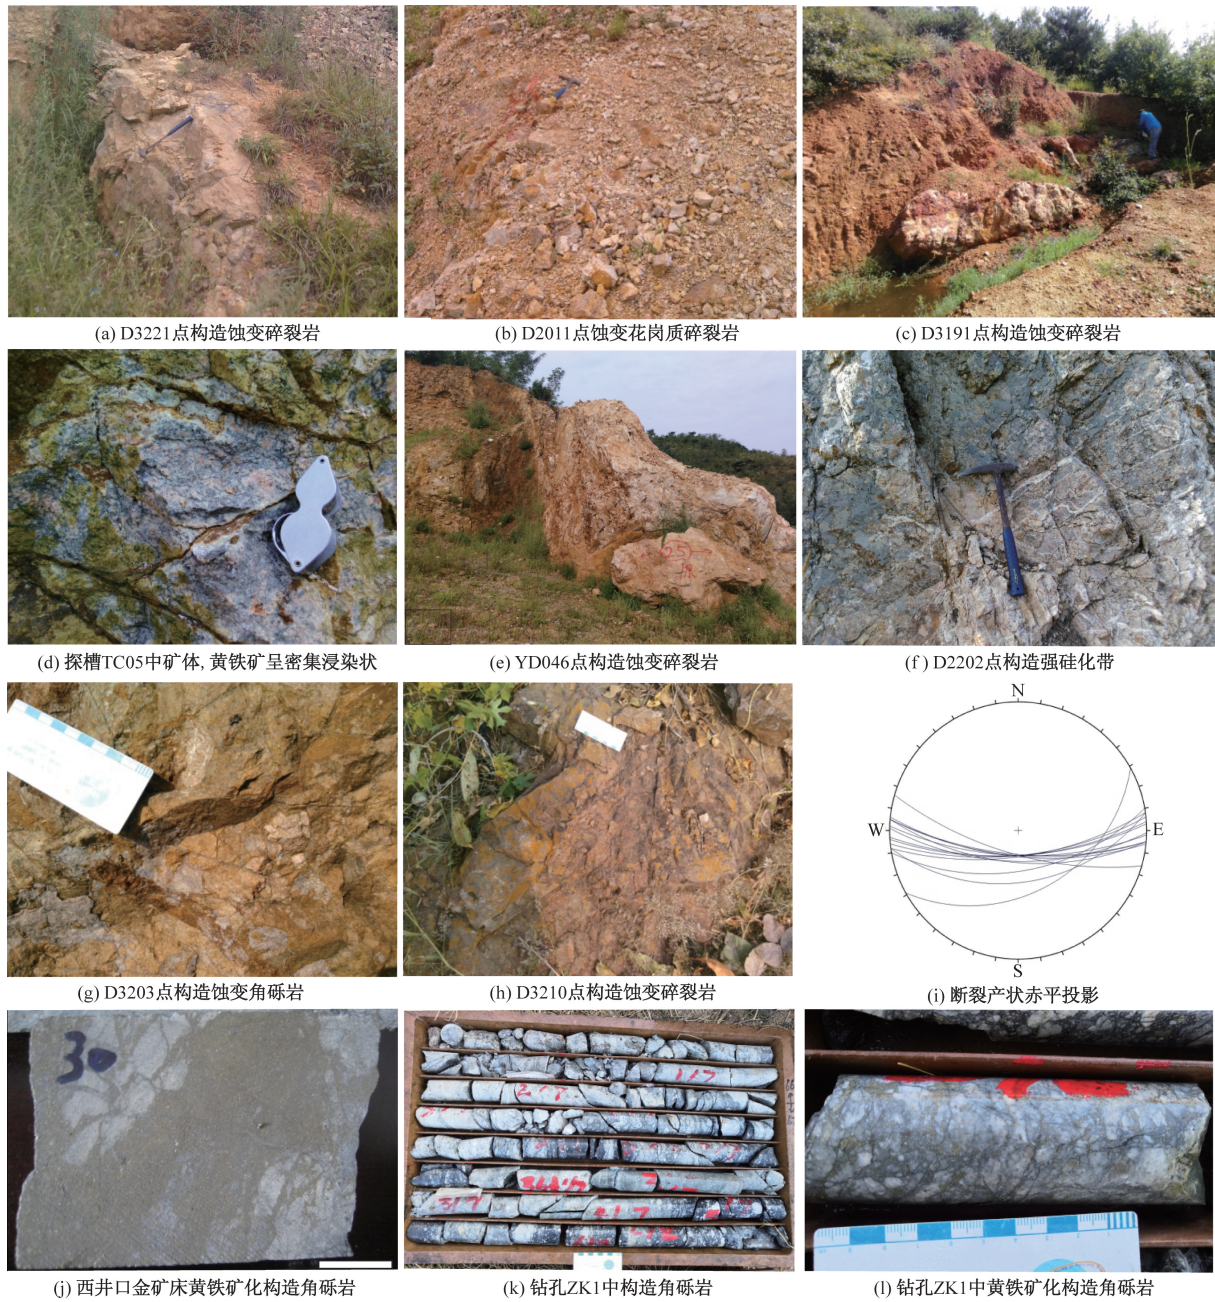 (a) D3221点构造蚀变碎裂岩
(b) D2011点蚀变花岗质碎裂岩
(c) D3191点构造蚀变碎裂岩
(d) 探槽TC05中矿体, 黄铁矿呈密集浸染状
(e) YD046点构造蚀变碎裂岩
(f) D2202点构造强硅化带
N
W
E
S
(g) D3203点构造蚀变角砾岩
(h) D3210点构造蚀变碎裂岩
(i) 断裂产状赤平投影
30
117
(j) 西井口金矿床黄铁矿化构造角砾岩
(k) 钻孔ZK1中构造角砾岩
(l) 钻孔ZK1中黄铁矿化构造角砾岩